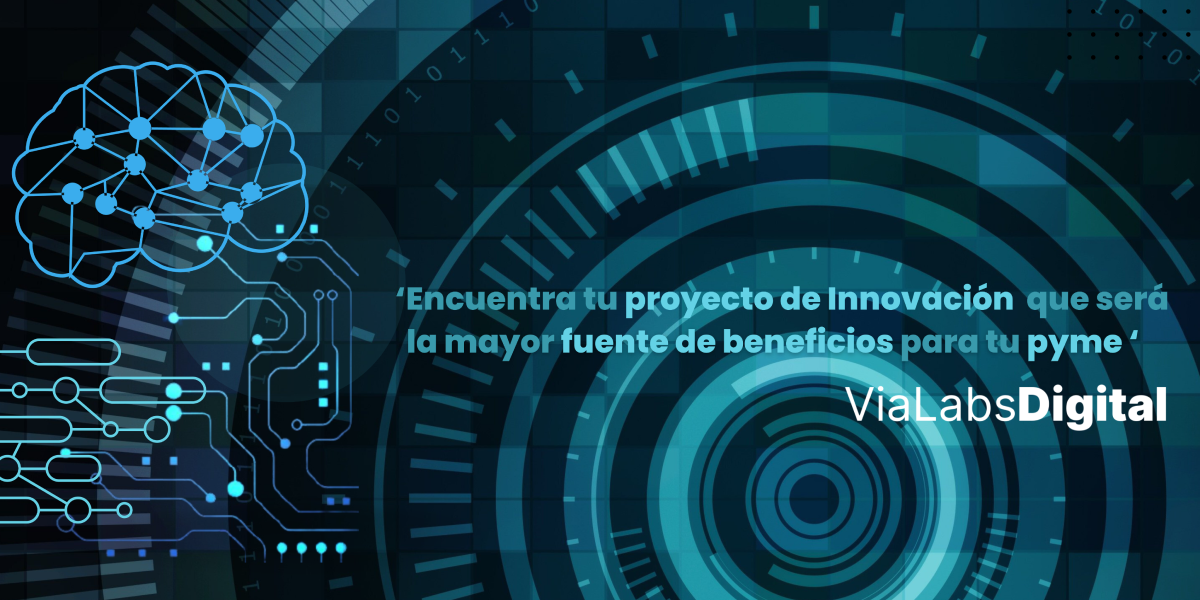 ‘Encuentra tu proyecto de Innovación que será
la mayor fuente de beneficios para tu pyme ‘
ViaLabsDigital